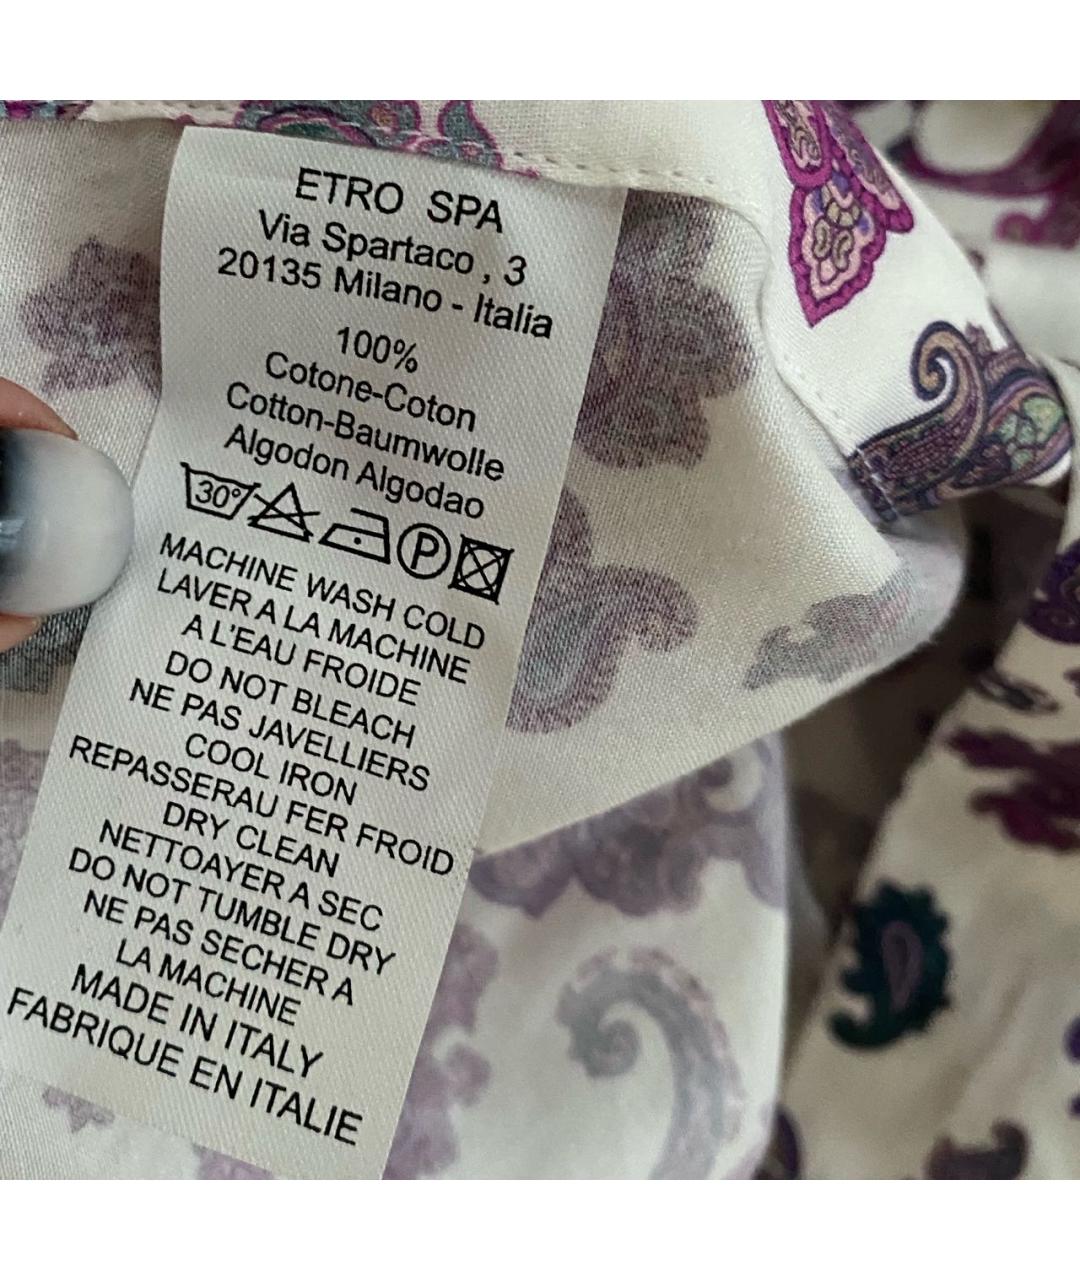 ETRO SPA
Via Spartaco , 3
20135 Milano - Italia
100%
Cotone-Coton
Cotton-Baumwolle
Algodon Algodao
30° P
MACHINE WASH COLD
LAVER A LA MACHINE
A L'EAU FROIDE
DO NOT BLEACH
NE PAS JAVELLIERS
COOL IRON
REPASSERAU FER FROID
DRY CLEAN
NETTOAYER A SEC
DO NOT TUMBLE DRY
NE PAS SECHER A
LA MACHINE
MADE IN ITALY
FABRIQUE EN ITALIE